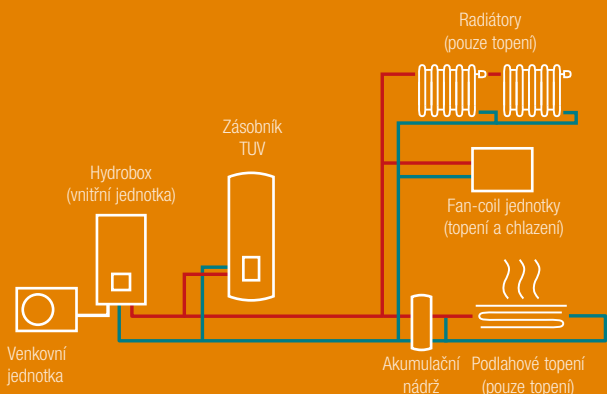 Radiátory
(pouze topení)
Zásobník
TUV
Hydrobox
(vnitřní jednotka)
Fan-coil jednotky
(topení a chlazení)
Venkovní
jednotka
Akumulační
nádrž
Podlahové topení
(pouze topení)